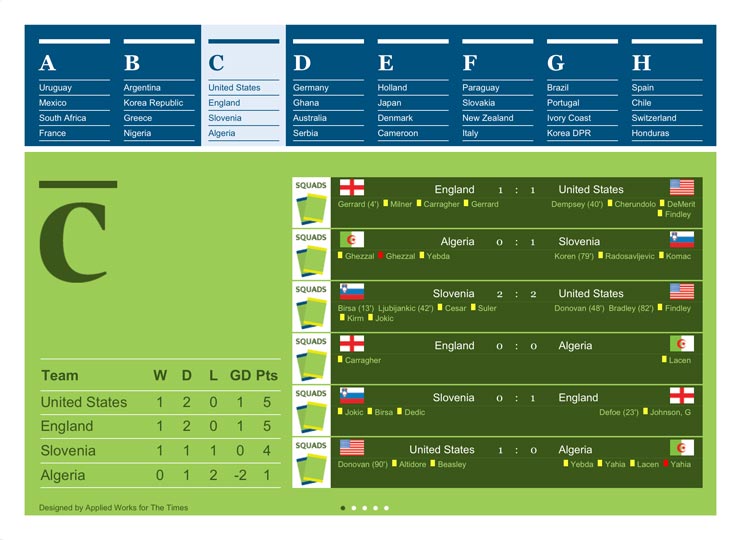 A B C D E F G H
Uruguay Argentina United States Germany Holland Paraguay Brazil Spain
Mexico Korea Republic England Ghana Japan Slovakia Portugal Chile
South Africa Greece Slovenia Australia Denmark New Zealand Ivory Coast Switzerland
France Nigeria Algeria Serbia Cameroon Italy Korea DPR Honduras
C
Team W D L GD Pts
United States 1 2 0 1 5
England 1 2 0 1 5
Slovenia 1 1 1 0 4
Algeria 0 1 2 -2 1
SQUADS
England 1 : 1 United States
Gerrard (4') Milner Carragher Gerrard Dempsey (40') Cherundolo DeMerit
Findley
SQUADS
Algeria 0 : 1 Slovenia
Ghezzal Ghezzal Yebda Koren (79') Radosavljevic Komac
SQUADS
Slovenia 2 : 2 United States
Birsa (13') Ljubijankic (42') Cesar Suler Donovan (48') Bradley (82') Findley
Kirm Jokic
SQUADS
England 0 : 0 Algeria
Carragher Lacen
SQUADS
Slovenia 0 : 1 England
Jokic Birsa Dedic Defoe (23') Johnson, G
SQUADS
United States 1 : 0 Algeria
Donovan (90') Altidore Beasley Yebda Yahia Lacen Yahia
Designed by Applied Works for The Times